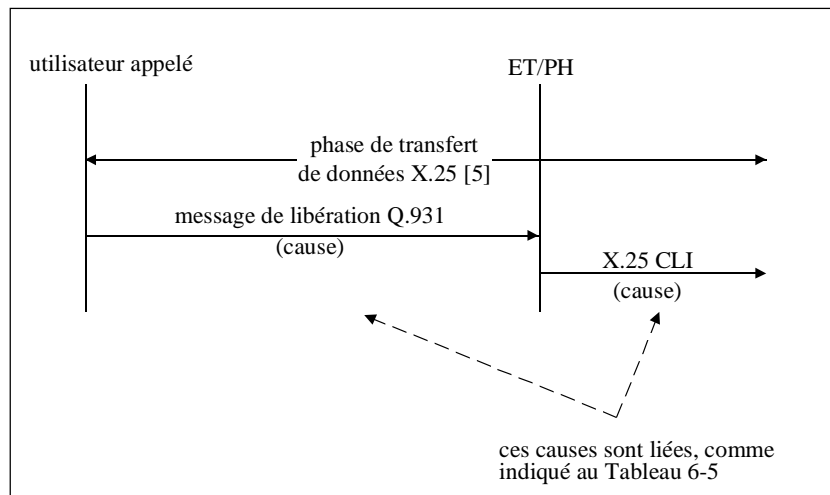 utilisateur appelé
ET/PH
phase de transfert
de données X.25 [5]
message de libération Q.931
(cause)
X.25 CLI
(cause)
ces causes sont liées, comme
indiqué au Tableau 6-5